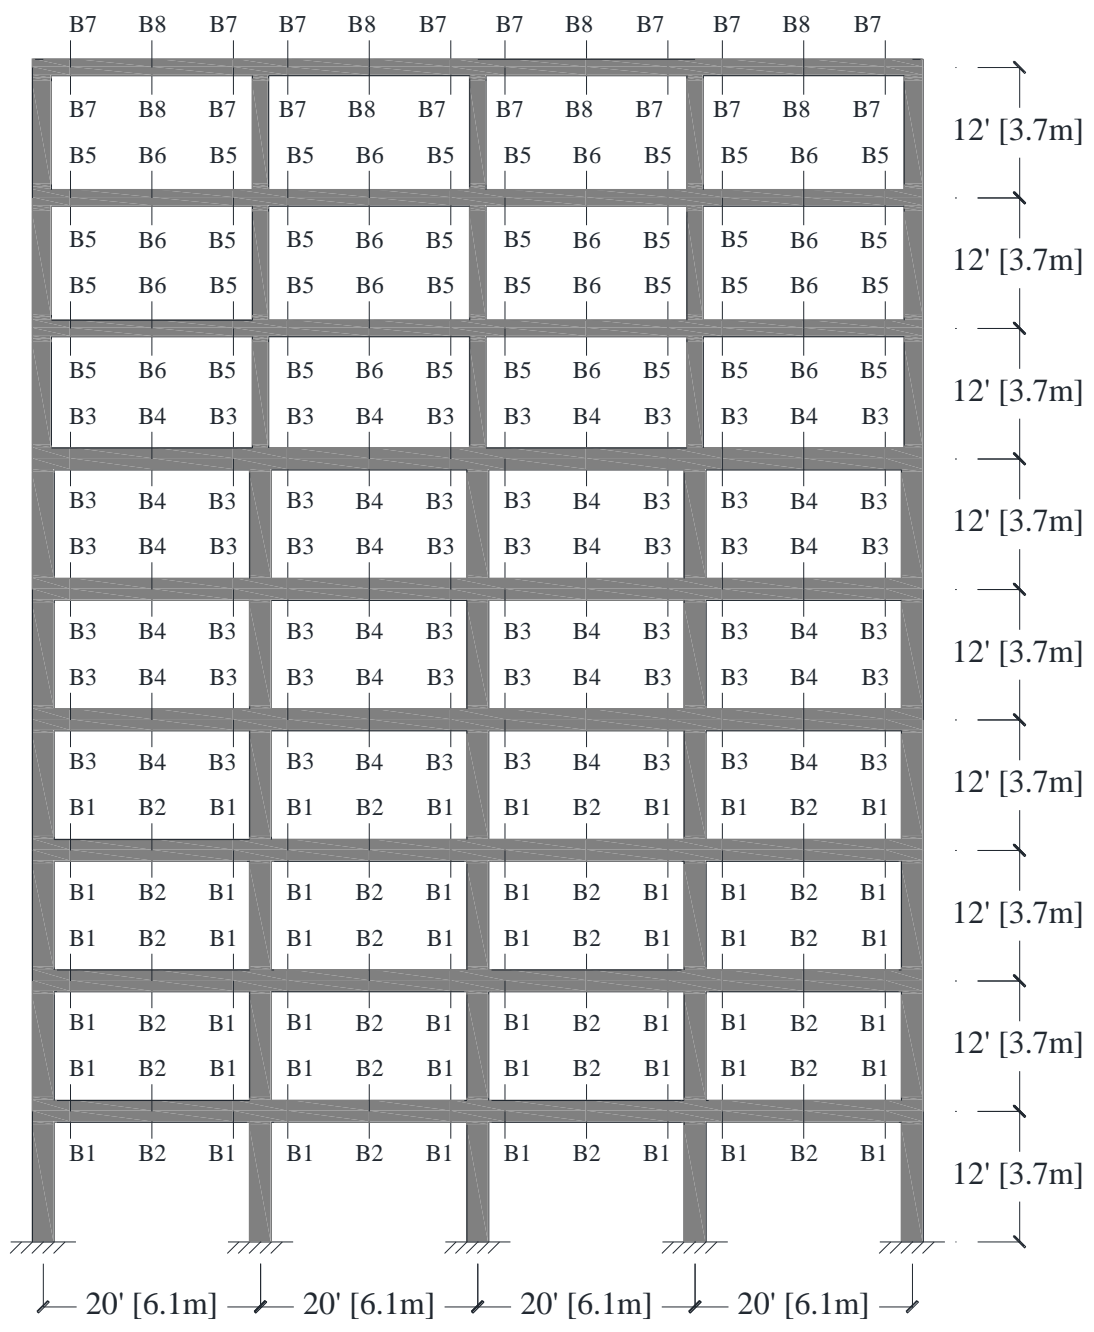 B7 B8 B7 B7 B8 B7 B7 B8 B7 B7 B8 B7
B7 B8 B7 B7 B8 B7 B7 B8 B7 B7 B8 B7
12' [3.7m]
B5 B6 B5 B5 B6 B5 B5 B6 B5 B5 B6 B5
B5 B6 B5 B5 B6 B5 B5 B6 B5 B5 B6 B5
12' [3.7m]
B5 B6 B5 B5 B6 B5 B5 B6 B5 B5 B6 B5
B5 B6 B5 B5 B6 B5 B5 B6 B5 B5 B6 B5
12' [3.7m]
B3 B4 B3 B3 B4 B3 B3 B4 B3 B3 B4 B3
B3 B4 B3 B3 B4 B3 B3 B4 B3 B3 B4 B3
12' [3.7m]
B3 B4 B3 B3 B4 B3 B3 B4 B3 B3 B4 B3
B3 B4 B3 B3 B4 B3 B3 B4 B3 B3 B4 B3
12' [3.7m]
B3 B4 B3 B3 B4 B3 B3 B4 B3 B3 B4 B3
B3 B4 B3 B3 B4 B3 B3 B4 B3 B3 B4 B3
12' [3.7m]
B1 B2 B1 B1 B2 B1 B1 B2 B1 B1 B2 B1
B1 B2 B1 B1 B2 B1 B1 B2 B1 B1 B2 B1
12' [3.7m]
B1 B2 B1 B1 B2 B1 B1 B2 B1 B1 B2 B1
B1 B2 B1 B1 B2 B1 B1 B2 B1 B1 B2 B1
12' [3.7m]
B1 B2 B1 B1 B2 B1 B1 B2 B1 B1 B2 B1
B1 B2 B1 B1 B2 B1 B1 B2 B1 B1 B2 B1
12' [3.7m]
20' [6.1m] 20' [6.1m] 20' [6.1m] 20' [6.1m]